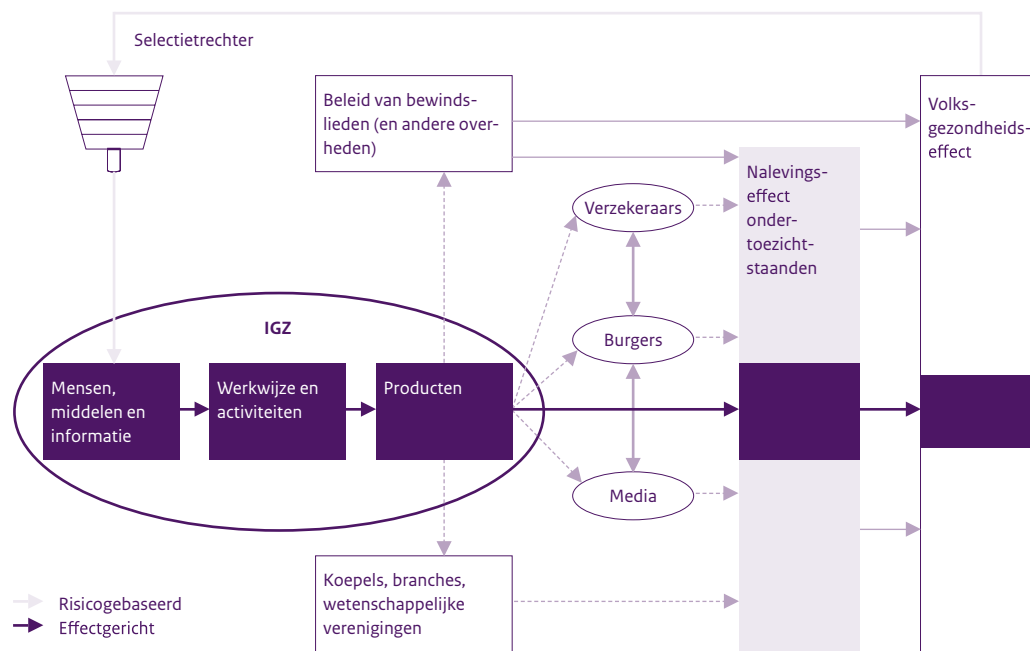 Selectietrechter
Beleid van bewinds-
lieden (en andere over-
heden)
Volks-
gezondheids-
effect
Nalevings-
effect
onder-
toezicht-
staanden
Verzekeraars
IGZ
Burgers
Mensen,
middelen en
informatie
Werkwijze en
activiteiten
Producten
Media
Koepels, branches,
wetenschappelijke
verenigingen
Risicogebaseerd
Effectgericht